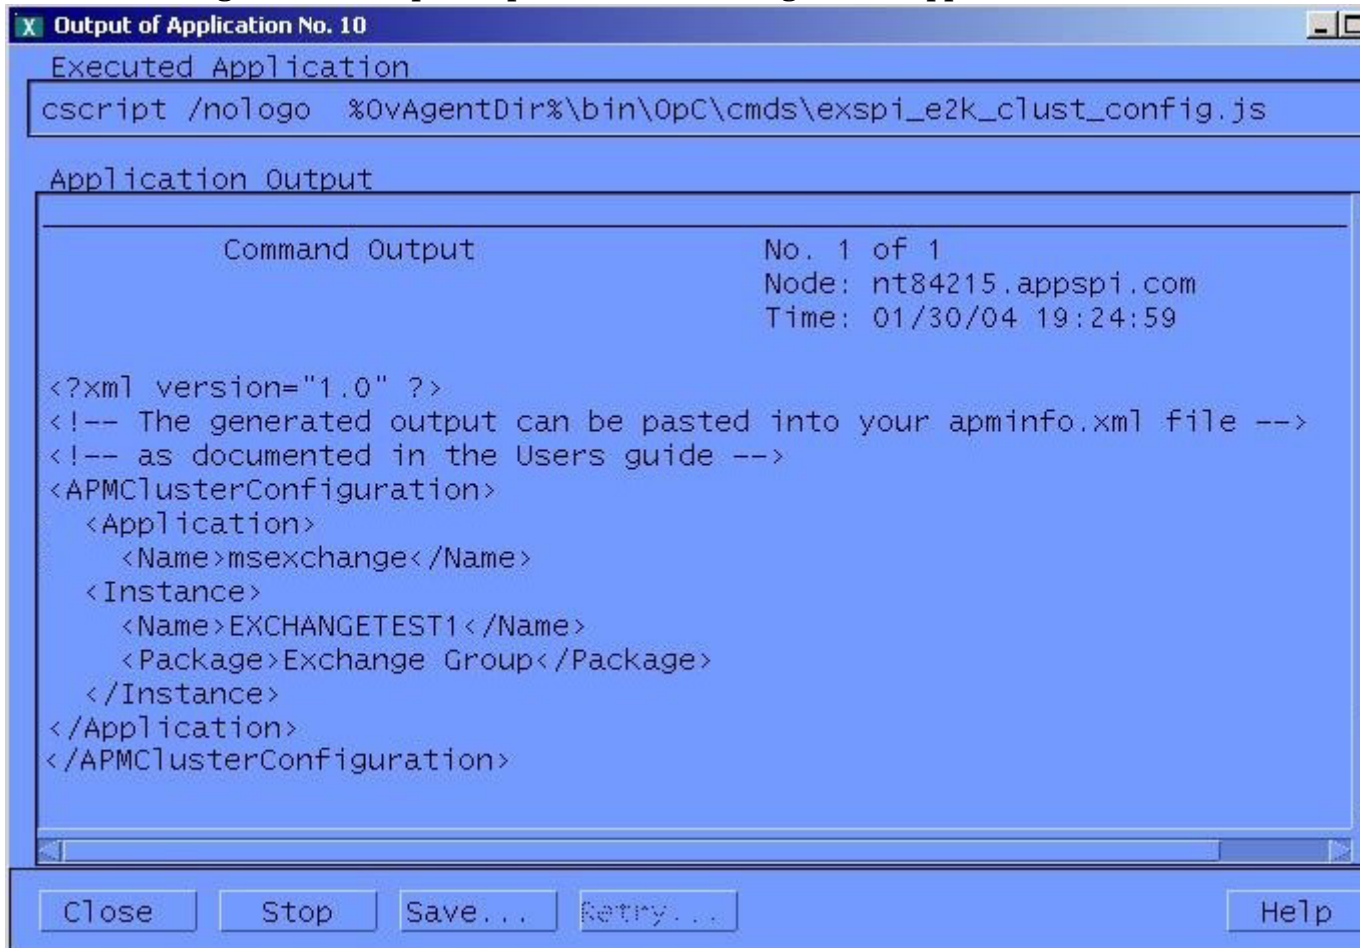 Output of Application No. 10
Executed Application
cscript /nologo  %OvAgentDir%\bin\OpC\cmds\exspi_e2k_clust_config.js
Application Output
Command Output No. 1 of 1
Node: nt84215.appspi.com
Time: 01/30/04 19:24:59
<?xml version="1.0" ?>
<!-- The generated output can be pasted into your apminfo.xml file -->
<!-- as documented in the Users guide -->
<APMClusterConfiguration>
  <Application>
    <Name>msexchange</Name>
  <Instance>
    <Name>EXCHANGETEST1</Name>
    <Package>Exchange Group</Package>
  </Instance>
</Application>
</APMClusterConfiguration>
Close Stop Save... Retry... Help